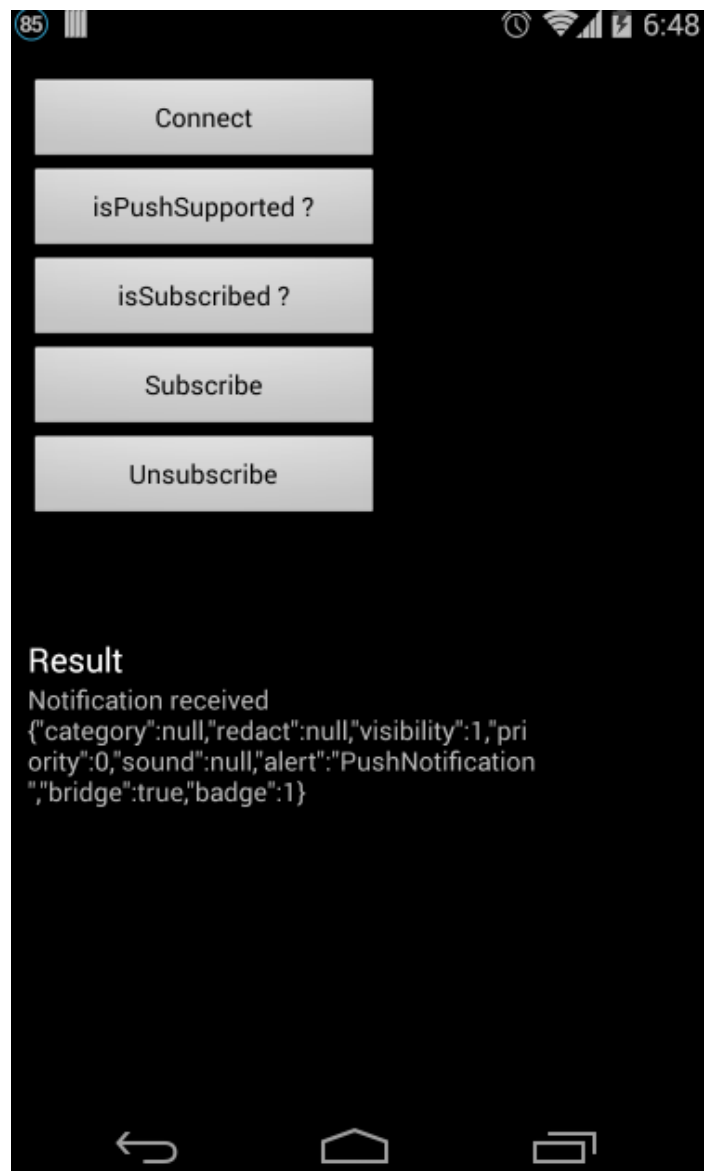 85 6:48
Connect
isPushSupported ?
isSubscribed ?
Subscribe
Unsubscribe
Result
Notification received
{"category":null,"redact":null,"visibility":1,"pri
ority":0,"sound":null,"alert":"PushNotification
","bridge":true,"badge":1}